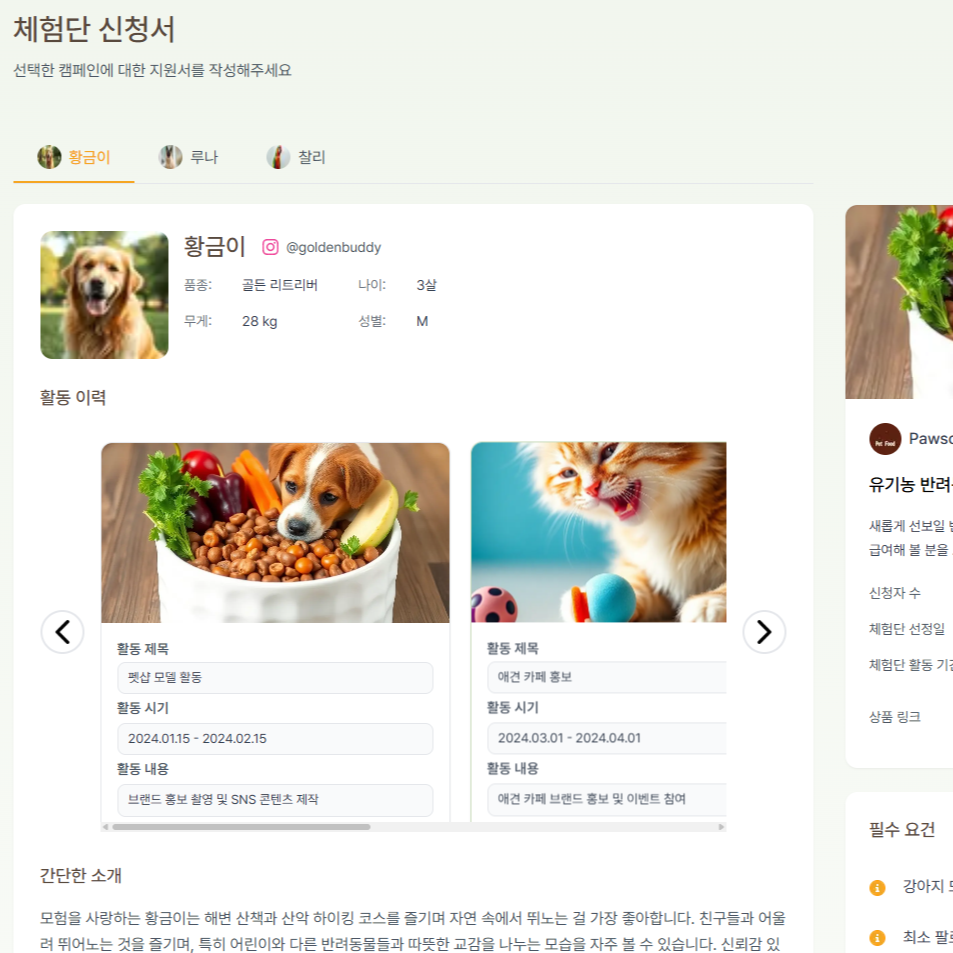 체험단 신청서
선택한 캠페인에 대한 지원서를 작성해주세요
황금이 루나 찰리
황금이 @goldenbuddy
품종: 골든 리트리버 나이: 3살
무게: 28 kg 성별: M
활동 이력
활동 제목
펫샵 모델 활동
활동 시기
2024.01.15 - 2024.02.15
활동 내용
브랜드 홍보 촬영 및 SNS 콘텐츠 제작
활동 제목
애견 카페 홍보
활동 시기
2024.03.01 - 2024.04.01
활동 내용
애견 카페 브랜드 홍보 및 이벤트 참여
간단한 소개
모험을 사랑하는 황금이는 해변 산책과 산악 하이킹 코스를 즐기며 자연 속에서 뛰노는 걸 가장 좋아합니다. 친구들과 어울
려 뛰어노는 것을 즐기며, 특히 어린이와 다른 반려동물들과 따뜻한 교감을 나누는 모습을 자주 볼 수 있습니다. 신뢰감 있
Pet Food
유기농
새롭게 선보일
급여해 볼 분을
신청자 수
체험단 선정일
체험단 활동
상품 링크
필수 요건
강아지
최소